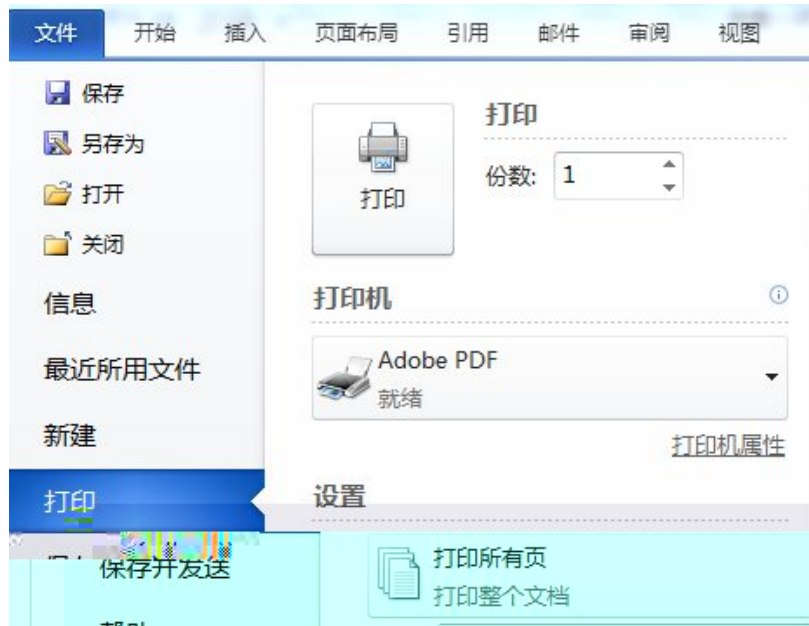 文件 开始 插入 页面布局 引用 邮件 审阅 视图
保存
另存为
打开
关闭
信息
最近所用文件
新建
打印
保存并发送
打印
打印
份数: 1
打印机
Adobe PDF
就绪
打印机属性
设置
打印所有页
打印整个文档